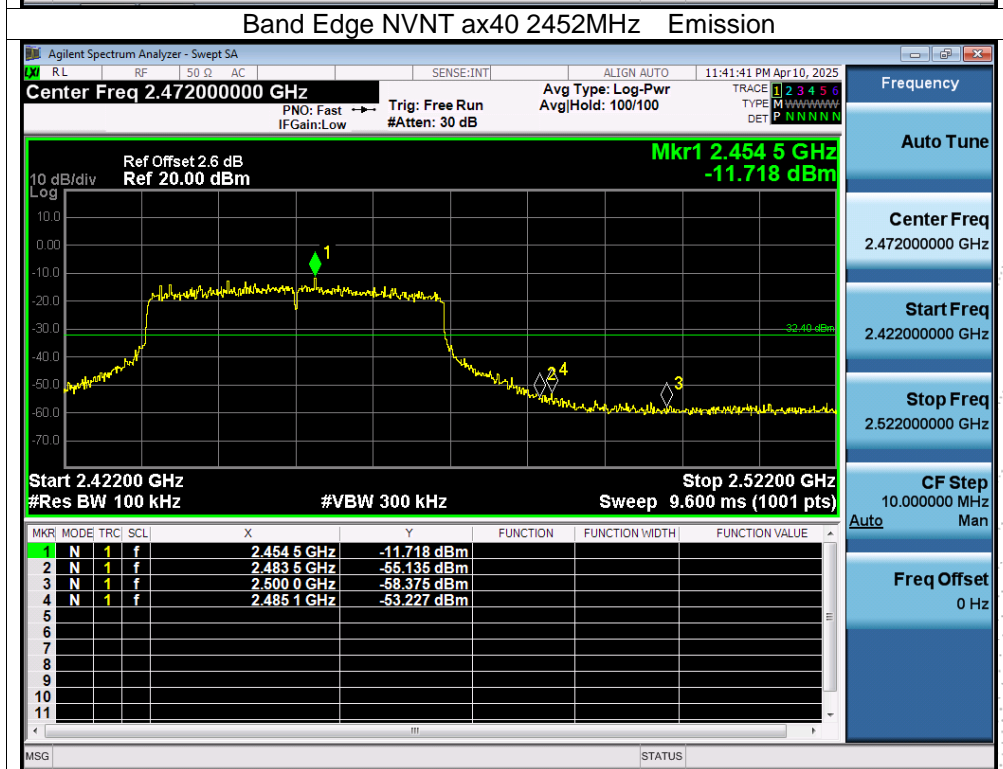 Band Edge NVNT ax40 2452MHz Emission
Agilent Spectrum Analyzer - Swept SA
LXI RL RF 50 Ω AC SENSE:INT ALIGN AUTO 11:41:41 PM Apr 10, 2025
Center Freq 2.472000000 GHz
PNO: Fast
IFGain:Low
Trig: Free Run
#Atten: 30 dB
Avg Type: Log-Pwr
Avg|Hold: 100/100
TRACE 1 2 3 4 5 6
TYPE M WWWWW
DET P N N N N N
Mkr1 2.454 5 GHz
-11.718 dBm
Ref Offset 2.6 dB
10 dB/div Ref 20.00 dBm
Log
10.0
0.00
-10.0
-20.0
-30.0
-40.0
-50.0
-60.0
-70.0
1
32.40 dBm
2 4
3
Start 2.42200 GHz Stop 2.52200 GHz
#Res BW 100 kHz #VBW 300 kHz Sweep 9.600 ms (1001 pts)
MKR MODE TRC SCL X Y FUNCTION FUNCTION WIDTH FUNCTION VALUE
1 N 1 f 2.454 5 GHz -11.718 dBm
2 N 1 f 2.483 5 GHz -55.135 dBm
3 N 1 f 2.500 0 GHz -58.375 dBm
4 N 1 f 2.485 1 GHz -53.227 dBm
5
6
7
8
9
10
11
MSG STATUS
Frequency
Auto Tune
Center Freq
2.472000000 GHz
Start Freq
2.422000000 GHz
Stop Freq
2.522000000 GHz
CF Step
10.000000 MHz
Auto Man
Freq Offset
0 Hz